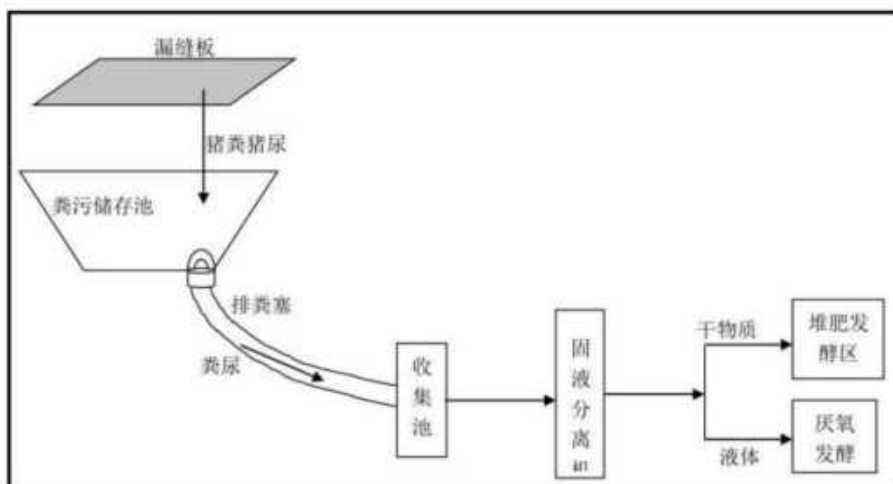 漏缝板
猪粪猪尿
粪污储存池
排粪塞
粪尿
收
集
池
固
液
分
离
干物质
堆肥发
酵区
液体
厌氧
发酵